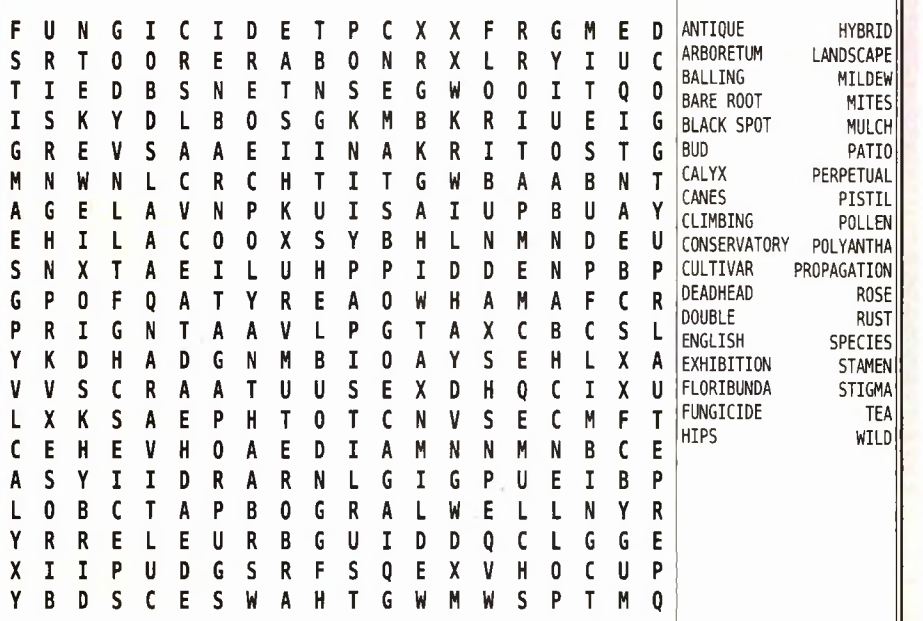 F U N G I C I D E T P C X X F R G M E D
S R T O O R E R A B O N R X L R Y I U C
T I E D B S N E T N S E G W O O I T Q O
I S K Y D L B O S G K M B K R I U E I G
G R E V S A A E I I N A K R I T O S T G
M N W N L C R C H T I T G W B A A B N T
A G E L A V N P K U I S A I U P B U A Y
E H I L A C O O X S Y B H L N M N D E U
S N X T A E I L U H P P I D D E N P B P
G P O F Q A T Y R E A O W H A M A F C R
P R I G N T A A V L P G T A X C B C S L
Y K D H A D G N M B I O A Y S E H L X A
V V S C R A A T U U S E X D H Q C I X U
L X K S A E P H T O T C N V S E C M F T
C E H E V H O A E D I A M N N M N B C E
A S Y I I D R A R N L G I G P U E I B P
L O B C T A P B O G R A L W E L L N Y R
Y R R E L E U R B G U I D D Q C L G G E
X I I P U D G S R F S Q E X V H O C U P
Y B D S C E S W A H T G W M W S P T M Q
ANTIQUE HYBRID
ARBORETUM LANDSCAPE
BALLING MILDEW
BARE ROOT MITES
BLACK SPOT MULCH
BUD PATIO
CALYX PERPETUAL
CANES PISTIL
CLIMBING POLLEN
CONSERVATORY POLYANTHA
CULTIVAR PROPAGATION
DEADHEAD ROSE
DOUBLE RUST
ENGLISH SPECIES
EXHIBITION STAMEN
FLORIBUNDA STIGMA
FUNGICIDE TEA
HIPS WILD